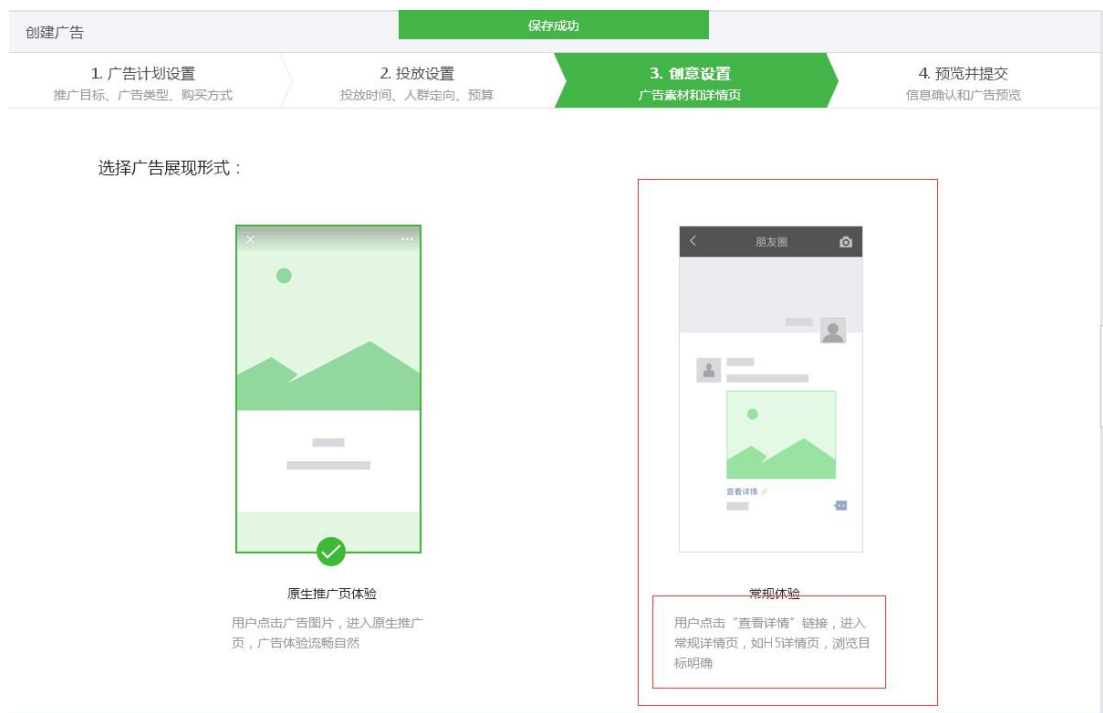 保存成功
创建广告
1. 广告计划设置
推广目标、广告类型、购买方式
2. 投放设置
投放时间、人群定向、预算
3. 创意设置
广告素材和详情页
4. 预览并提交
信息确认和广告预览
选择广告展现形式：
朋友圈
查看详情
原生推广页体验
用户点击广告图片，进入原生推广
页，广告体验流畅自然
常规体验
用户点击“查看详情”链接，进入
常规详情页，如H5详情页，浏览目
标明确